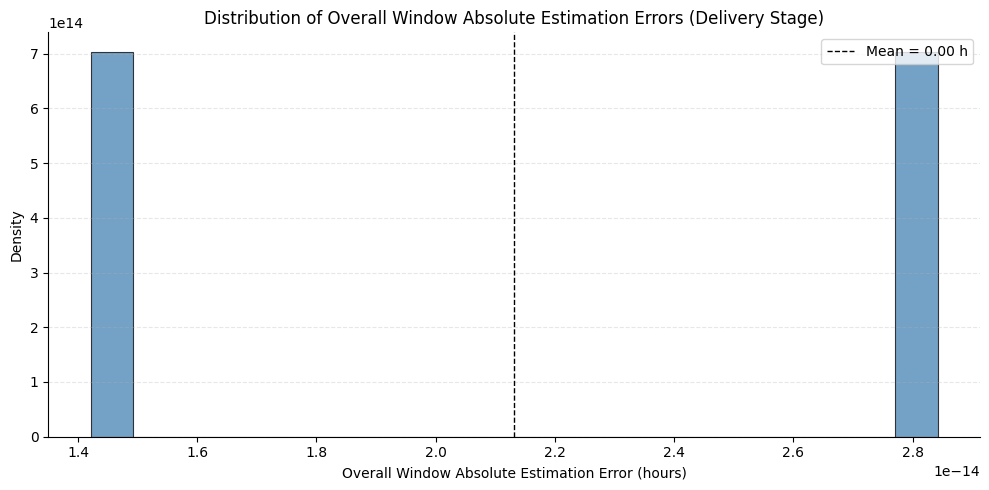 Distribution of Overall Window Absolute Estimation Errors (Delivery Stage)
1e14
Mean = 0.00 h
7
6
5
4
3
2
1
0
Density
1.4 1.6 1.8 2.0 2.2 2.4 2.6 2.8
1e−14
Overall Window Absolute Estimation Error (hours)